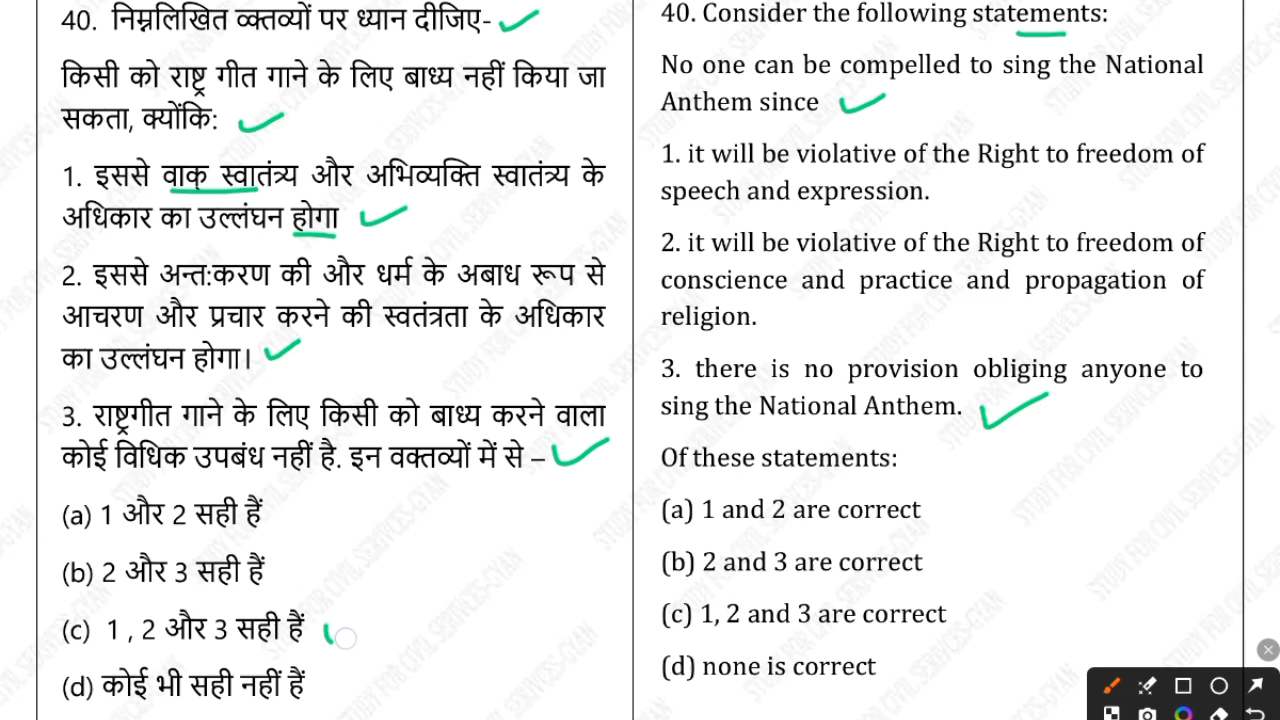 40. निम्नलिखित व्क्तव्यों पर ध्यान दीजिए-
किसी को राष्ट्र गीत गाने के लिए बाध्य नहीं किया जा
सकता, क्योंकि:
1. इससे वाक् स्वातंत्र्य और अभिव्यक्ति स्वातंत्र्य के
अधिकार का उल्लंघन होगा
2. इससे अन्त:करण की और धर्म के अबाध रूप से
आचरण और प्रचार करने की स्वतंत्रता के अधिकार
का उल्लंघन होगा।
3. राष्ट्रगीत गाने के लिए किसी को बाध्य करने वाला
कोई विधिक उपबंध नहीं है. इन वक्तव्यों में से –
(a) 1 और 2 सही हैं
(b) 2 और 3 सही हैं
(c) 1 , 2 और 3 सही हैं
(d) कोई भी सही नहीं हैं
40. Consider the following statements:
No one can be compelled to sing the National
Anthem since
1. it will be violative of the Right to freedom of
speech and expression.
2. it will be violative of the Right to freedom of
conscience and practice and propagation of
religion.
3. there is no provision obliging anyone to
sing the National Anthem.
Of these statements:
(a) 1 and 2 are correct
(b) 2 and 3 are correct
(c) 1, 2 and 3 are correct
(d) none is correct
STUDY FOR CIVIL SERVICES-GYAN